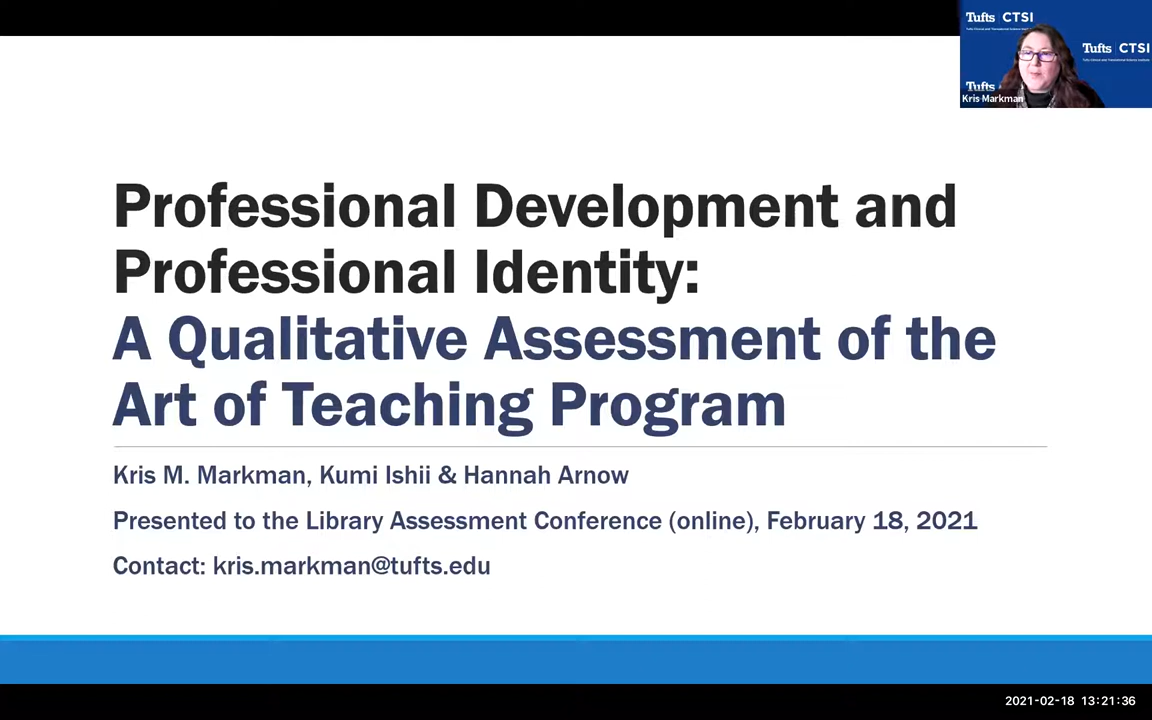 Tufts CTSI
Tufts CTSI
Tufts
Kris Markman
Professional Development and
Professional Identity:
A Qualitative Assessment of the
Art of Teaching Program
Kris M. Markman, Kumi Ishii & Hannah Arnow
Presented to the Library Assessment Conference (online), February 18, 2021
Contact: kris.markman@tufts.edu
2021-02-18 13:21:36